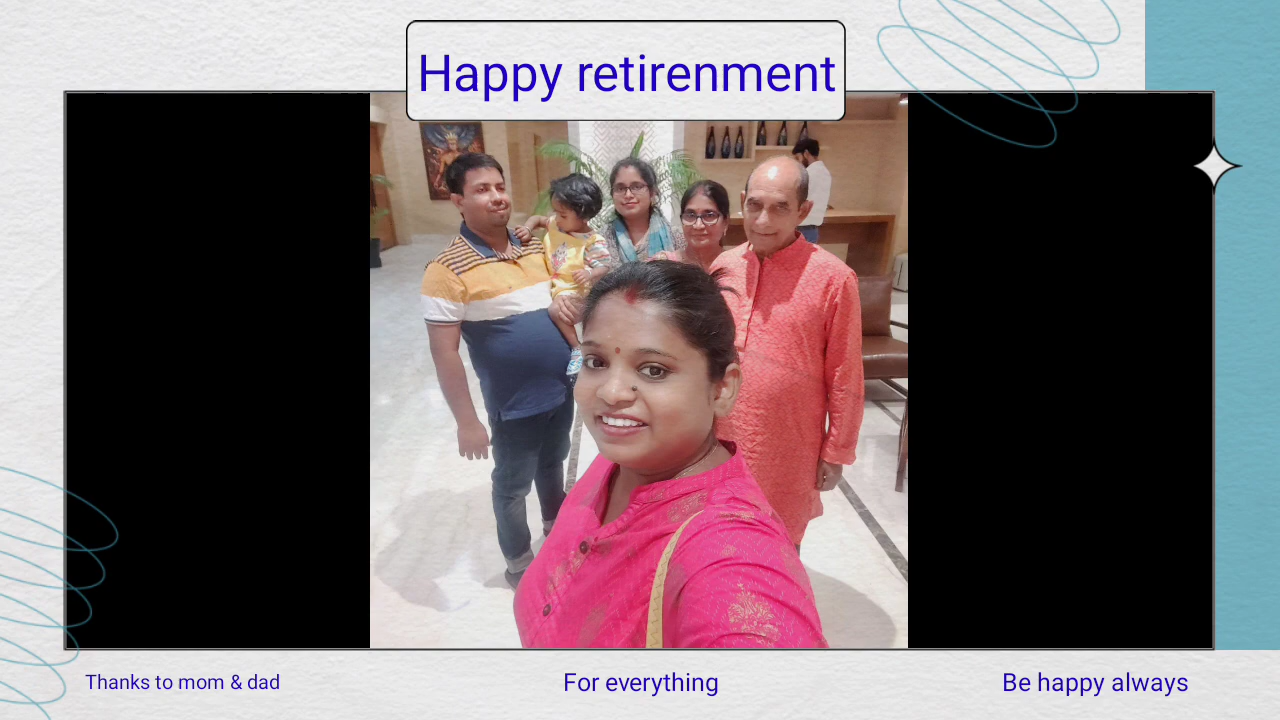 Happy retirenment
Thanks to mom & dad
For everything
Be happy always